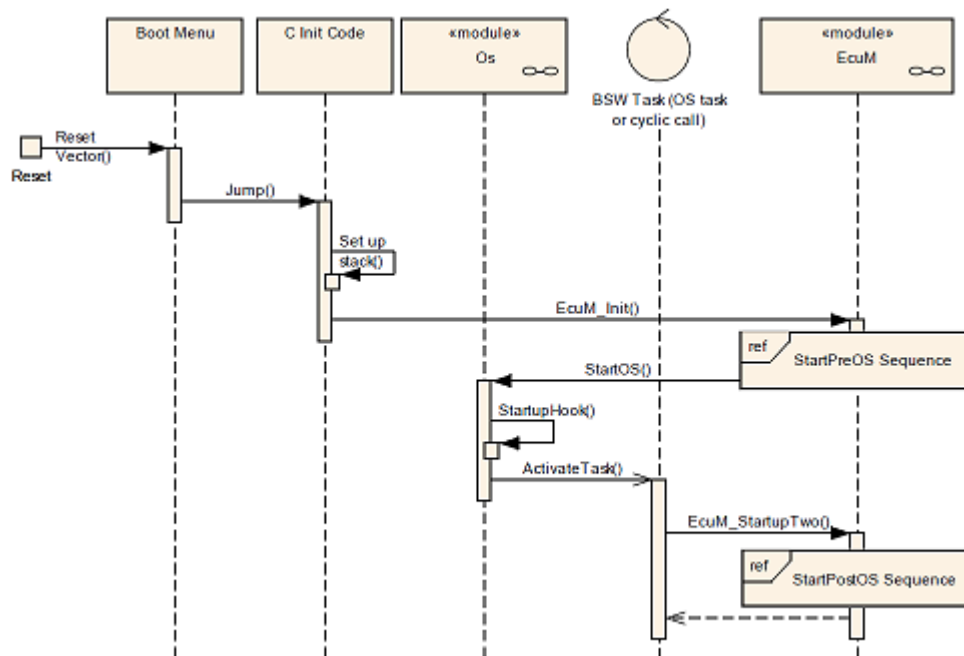 Boot Menu
C Init Code
«module»
Os
BSW Task (OS task
or cyclic call)
«module»
EcuM
Reset
Vector()
Reset
Jump()
Set up
stack()
EcuM_Init()
ref
StartPreOS Sequence
StartOS()
StartupHook()
ActivateTask()
EcuM_StartupTwo()
ref
StartPostOS Sequence